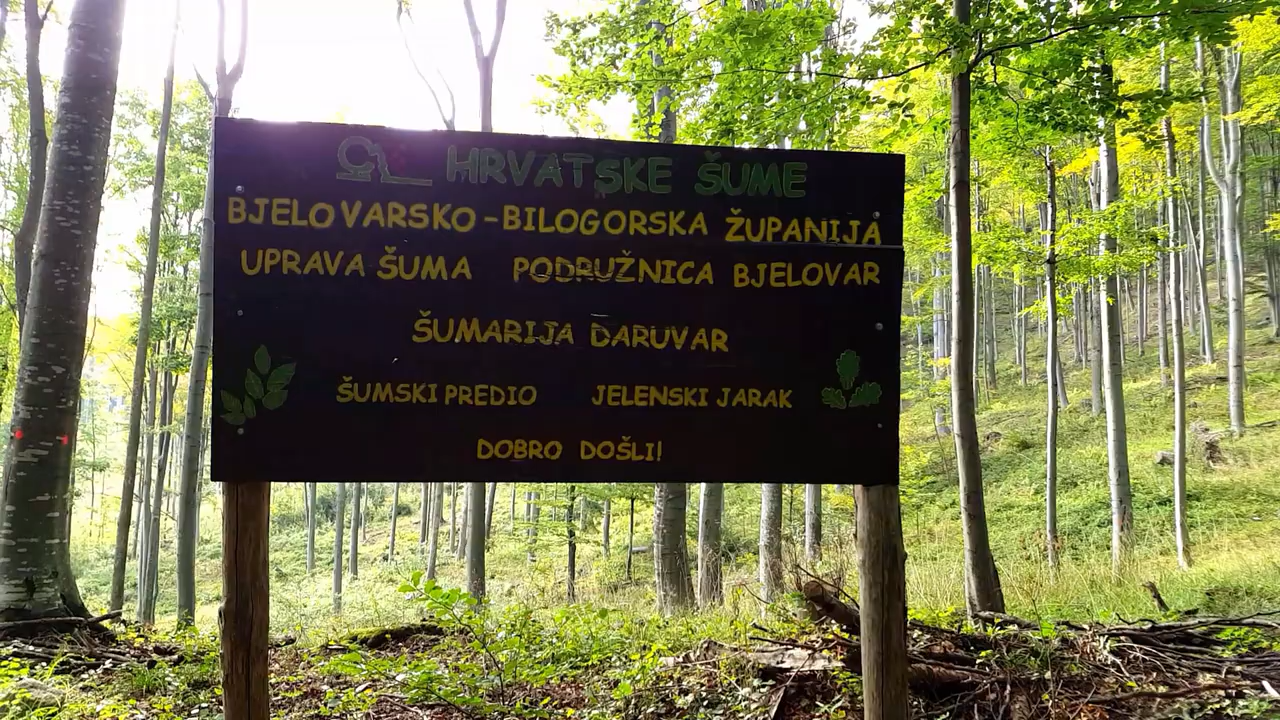 HRVATSKE ŠUME
BJELOVARSKO-BILOGORSKA ŽUPANIJA
UPRAVA ŠUMA PODRUŽNICA BJELOVAR
ŠUMARIJA DARUVAR
ŠUMSKI PREDIO JELENSKI JARAK
DOBRO DOŠLI!